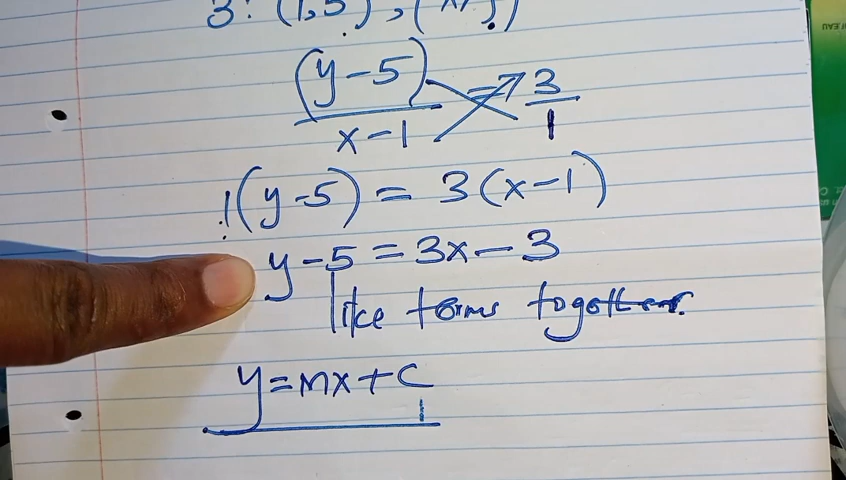 3: (1, 5), (x, y)
(y-5) / x-1 = 3 / 1
1(y-5) = 3(x-1)
y-5 = 3x-3
like terms together.
y=mx+c